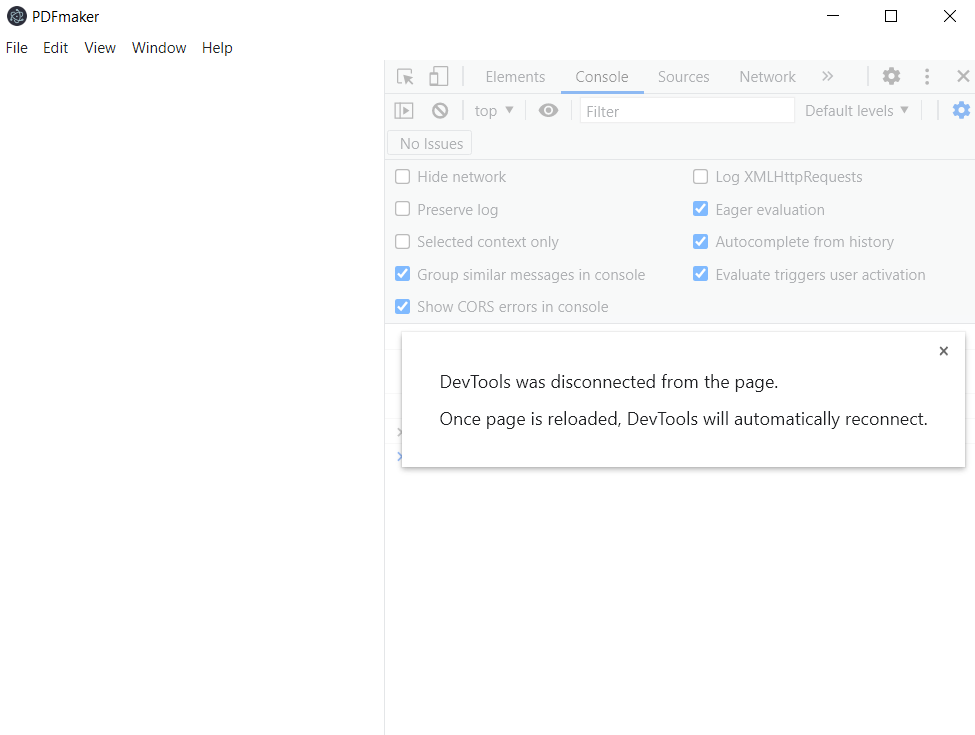 PDFmaker
File Edit View Window Help
Elements Console Sources Network
top Filter Default levels
No Issues
Hide network Log XMLHttpRequests
Preserve log Eager evaluation
Selected context only Autocomplete from history
Group similar messages in console Evaluate triggers user activation
Show CORS errors in console
DevTools was disconnected from the page.
Once page is reloaded, DevTools will automatically reconnect.